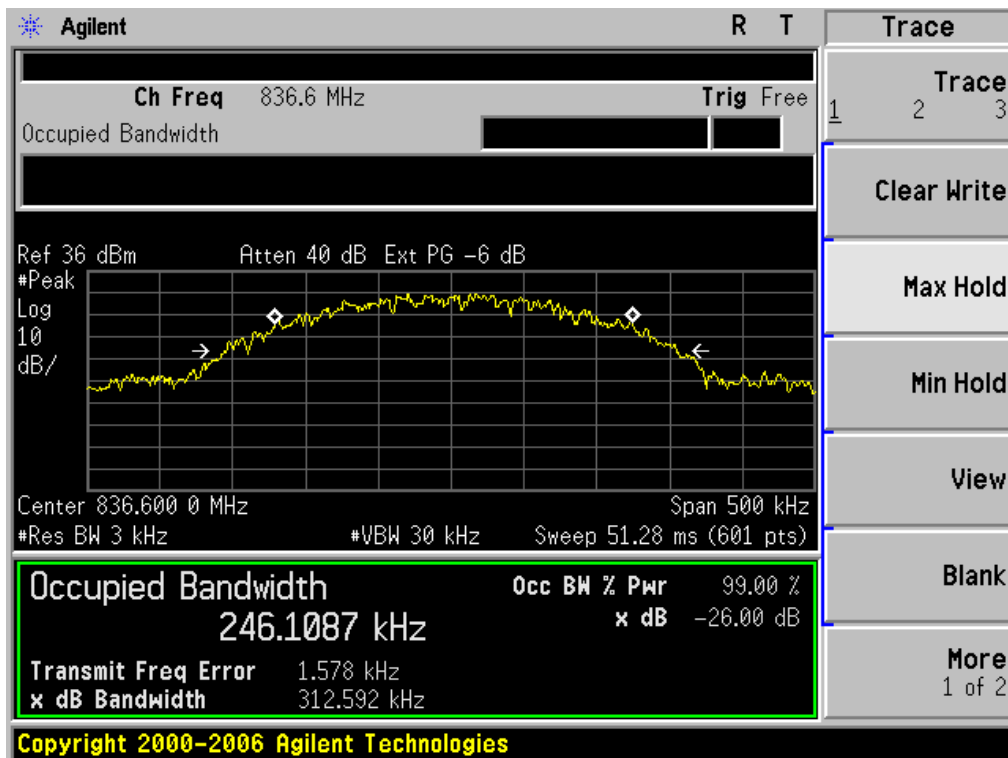 Agilent R T
Ch Freq 836.6 MHz Trig Free
Occupied Bandwidth
Ref 36 dBm Atten 40 dB Ext PG -6 dB
#Peak
Log
10
dB/
Center 836.600 0 MHz Span 500 kHz
#Res BW 3 kHz #VBW 30 kHz Sweep 51.28 ms (601 pts)
Occupied Bandwidth Occ BW % Pwr 99.00 %
246.1087 kHz x dB -26.00 dB
Transmit Freq Error 1.578 kHz
x dB Bandwidth 312.592 kHz
Copyright 2000-2006 Agilent Technologies
Trace
Trace
1 2 3
Clear Write
Max Hold
Min Hold
View
Blank
More
1 of 2